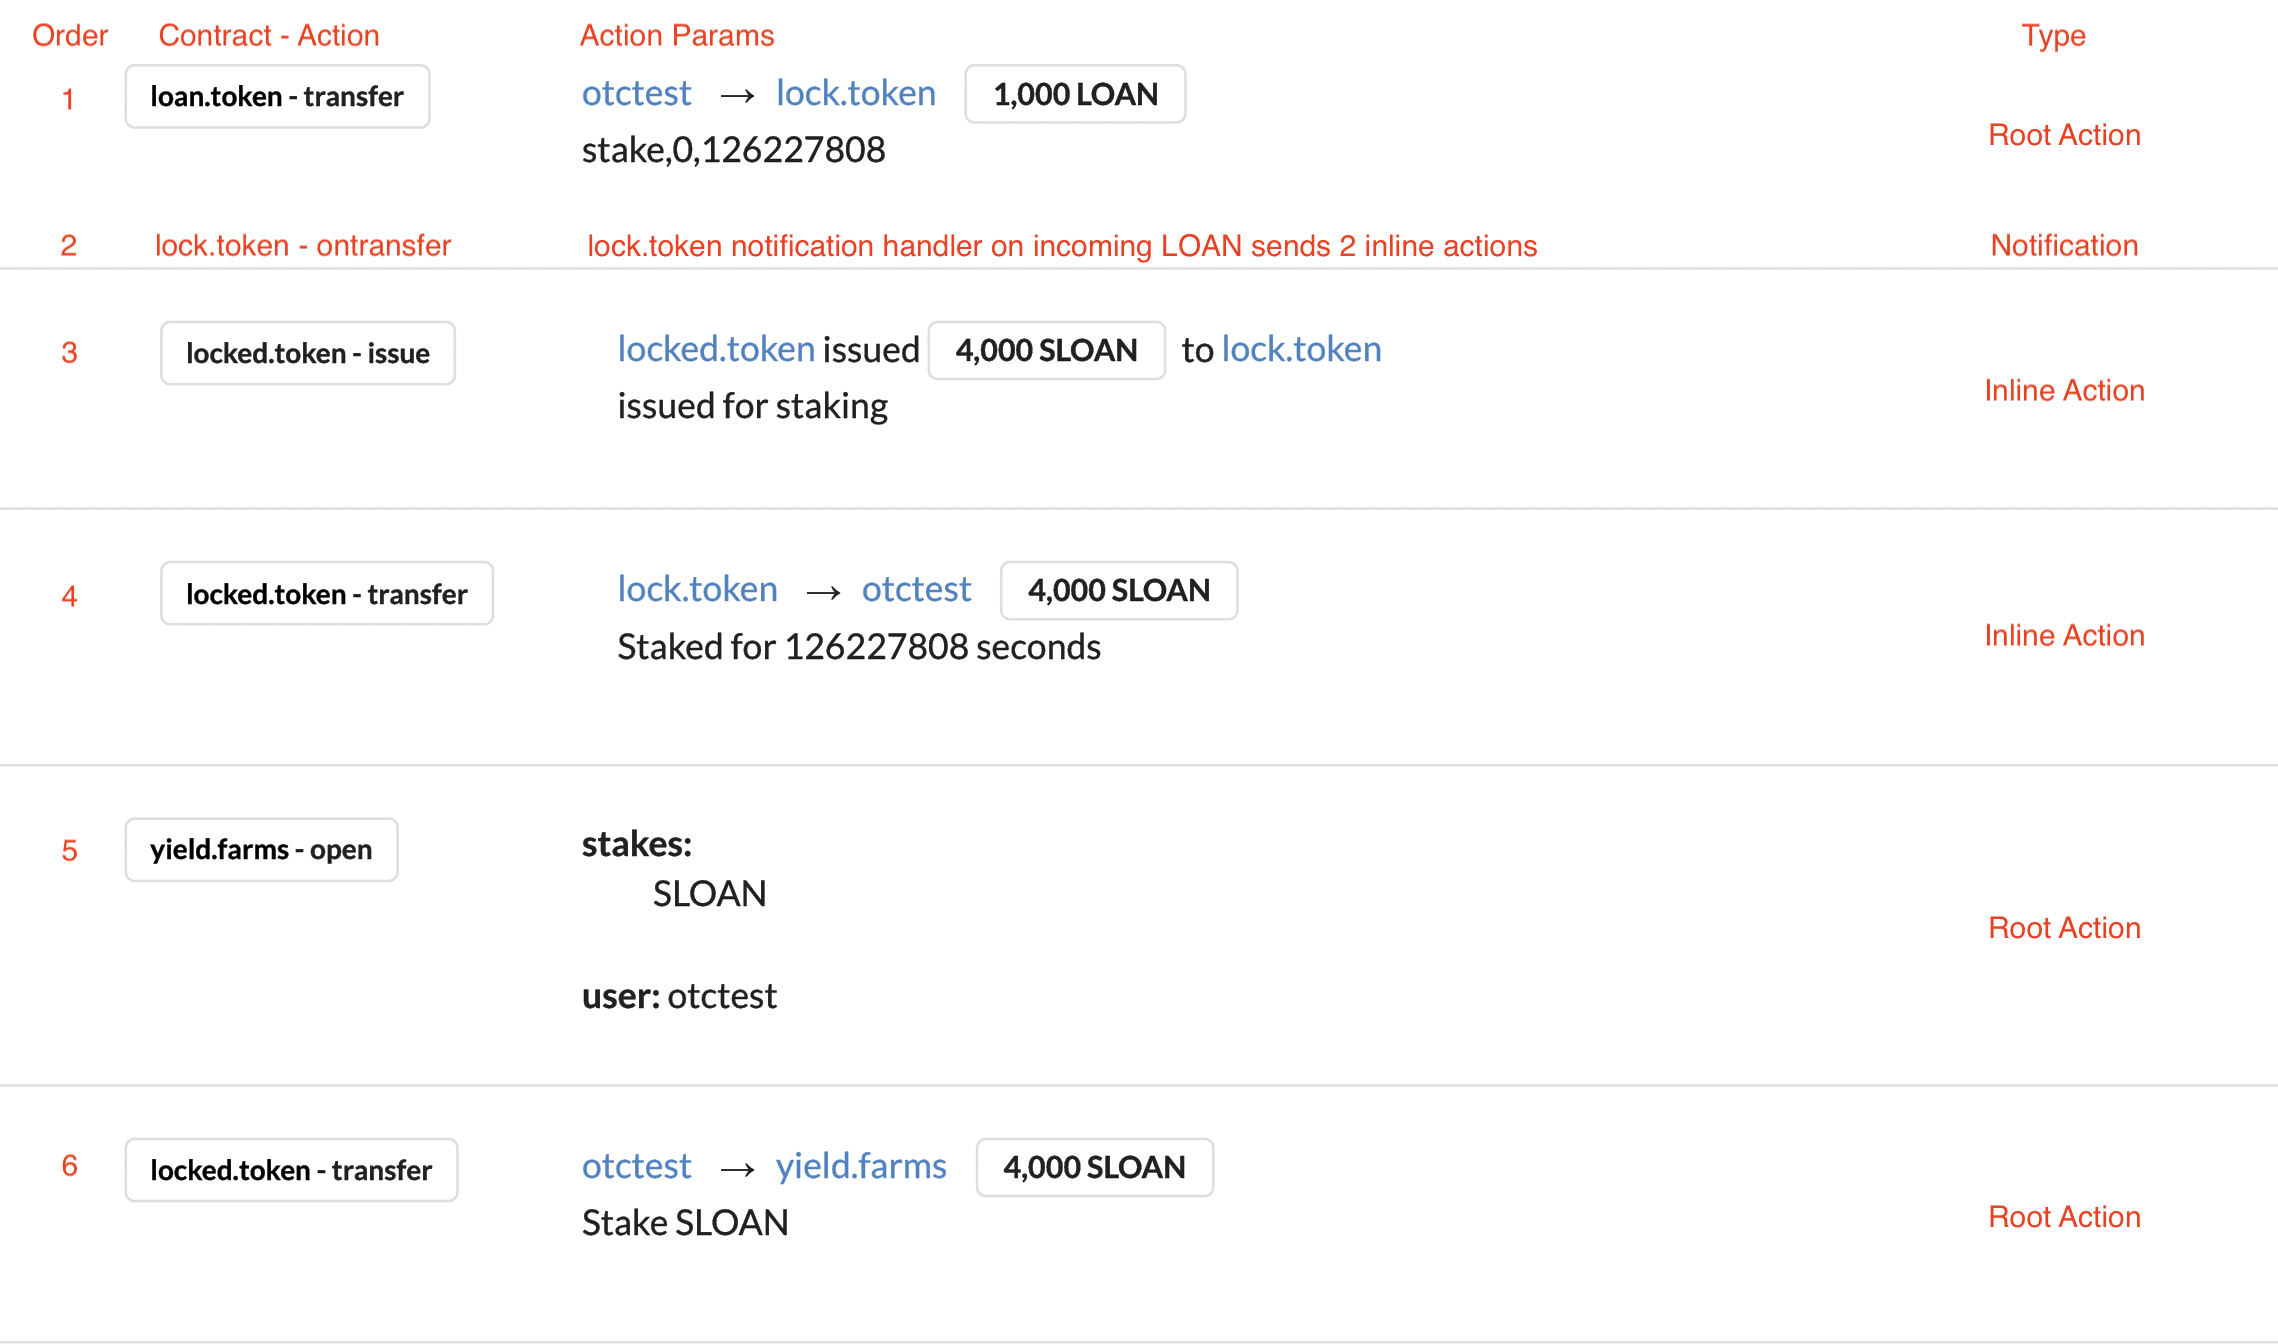 Order Contract - Action Action Params Type
1 loan.token - transfer otctest → lock.token 1,000 LOAN
stake,0,126227808 Root Action
2 lock.token - ontransfer lock.token notification handler on incoming LOAN sends 2 inline actions Notification
3 locked.token - issue locked.token issued 4,000 SLOAN to lock.token
issued for staking Inline Action
4 locked.token - transfer lock.token → otctest 4,000 SLOAN
Staked for 126227808 seconds Inline Action
5 yield.farms - open stakes:
SLOAN
Root Action
user: otctest
6 locked.token - transfer otctest → yield.farms 4,000 SLOAN
Stake SLOAN Root Action